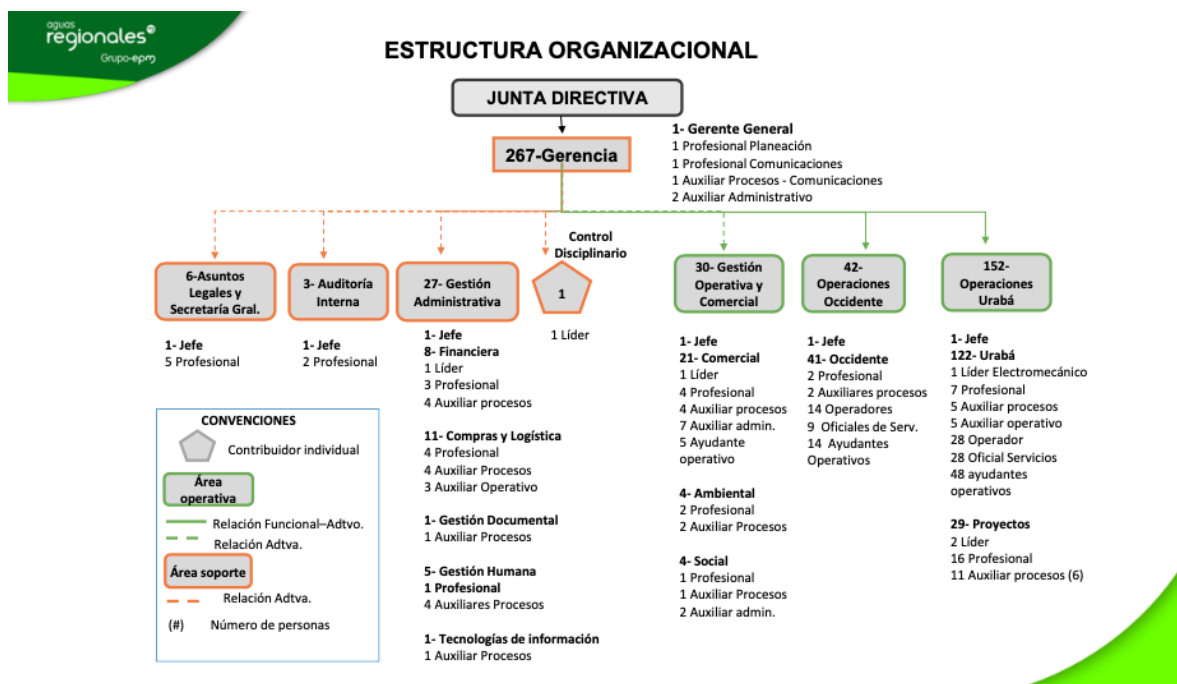 aguas
regionales
Grupo-epm
ESTRUCTURA ORGANIZACIONAL
JUNTA DIRECTIVA
267-Gerencia
1- Gerente General
1 Profesional Planeación
1 Profesional Comunicaciones
1 Auxiliar Procesos - Comunicaciones
2 Auxiliar Administrativo
6-Asuntos
Legales y
Secretaría Gral.
1- Jefe
5 Profesional
3- Auditoría
Interna
1- Jefe
2 Profesional
27- Gestión
Administrativa
1- Jefe
8- Financiera
1 Líder
3 Profesional
4 Auxiliar procesos
11- Compras y Logística
4 Profesional
4 Auxiliar Procesos
3 Auxiliar Operativo
1- Gestión Documental
1 Auxiliar Procesos
5- Gestión Humana
1 Profesional
4 Auxiliares Procesos
1- Tecnologías de información
1 Auxiliar Procesos
Control
Disciplinario
1
1 Líder
30- Gestión
Operativa y
Comercial
1- Jefe
21- Comercial
1 Líder
4 Profesional
4 Auxiliar procesos
7 Auxiliar admin.
5 Ayudante
operativo
4- Ambiental
2 Profesional
2 Auxiliar Procesos
4- Social
1 Profesional
1 Auxiliar Procesos
2 Auxiliar admin.
42-
Operaciones
Occidente
1- Jefe
41- Occidente
2 Profesional
2 Auxiliares procesos
14 Operadores
9 Oficiales de Serv.
14 Ayudantes
Operativos
152-
Operaciones
Urabá
1- Jefe
122- Urabá
1 Líder Electromecánico
7 Profesional
5 Auxiliar procesos
5 Auxiliar operativo
28 Operador
28 Oficial Servicios
48 ayudantes
operativos
29- Proyectos
2 Líder
16 Profesional
11 Auxiliar procesos (6)
CONVENCIONES
Contribuidor individual
Área
operativa
Relación Funcional–Adtvo.
Relación Adtva.
Área soporte
Relación Adtva.
(#) Número de personas